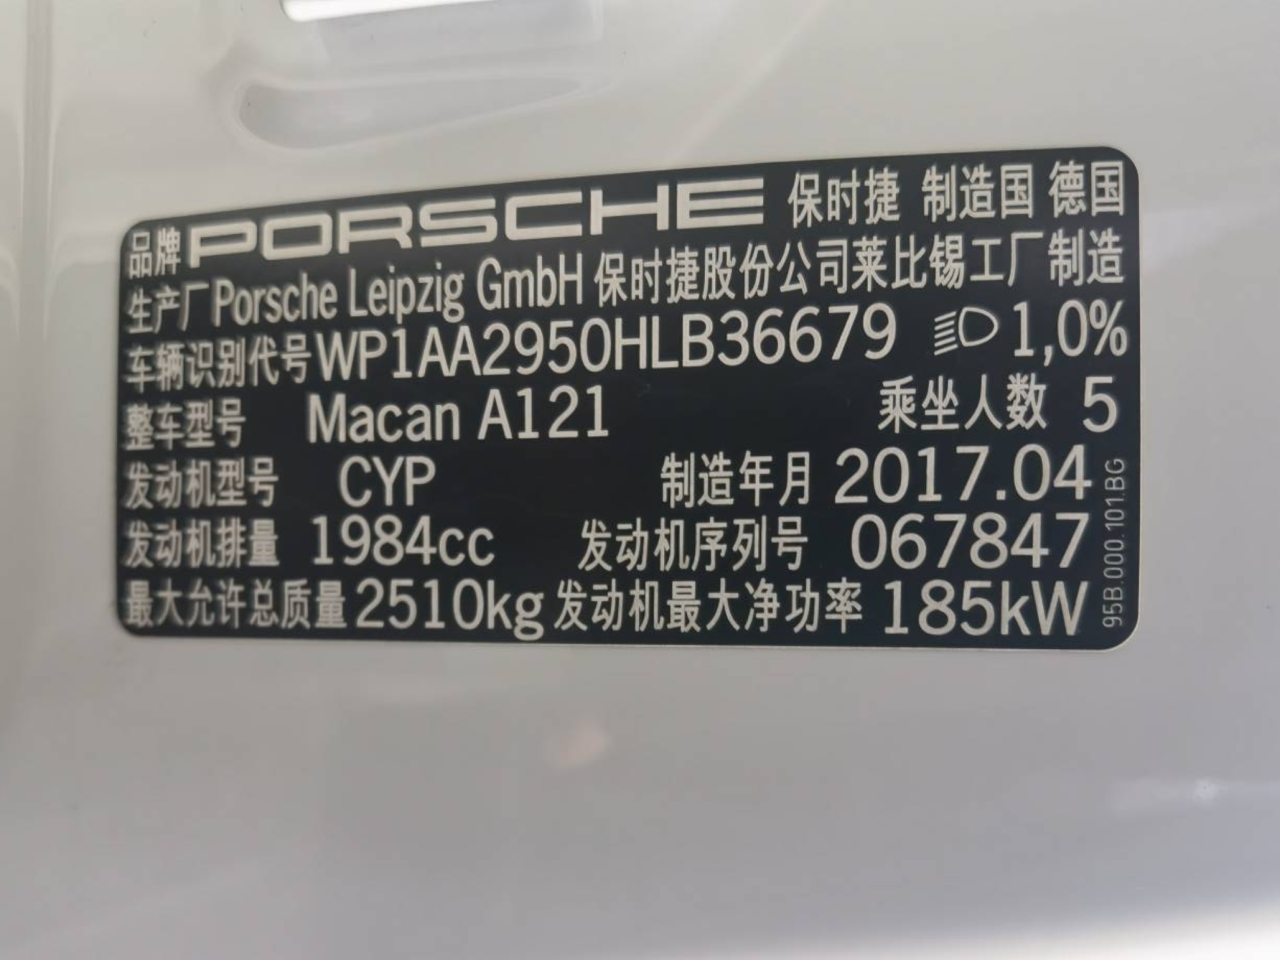 品牌 PORSCHE 保时捷 制造国 德国
生产厂 Porsche Leipzig GmbH 保时捷股份公司莱比锡工厂制造
车辆识别代号 WP1AA2950HLB36679 1,0%
整车型号 Macan A121 乘坐人数 5
发动机型号 CYP 制造年月 2017.04
发动机排量 1984cc 发动机序列号 067847
最大允许总质量 2510kg 发动机最大净功率 185kW
95B.000.101.BG